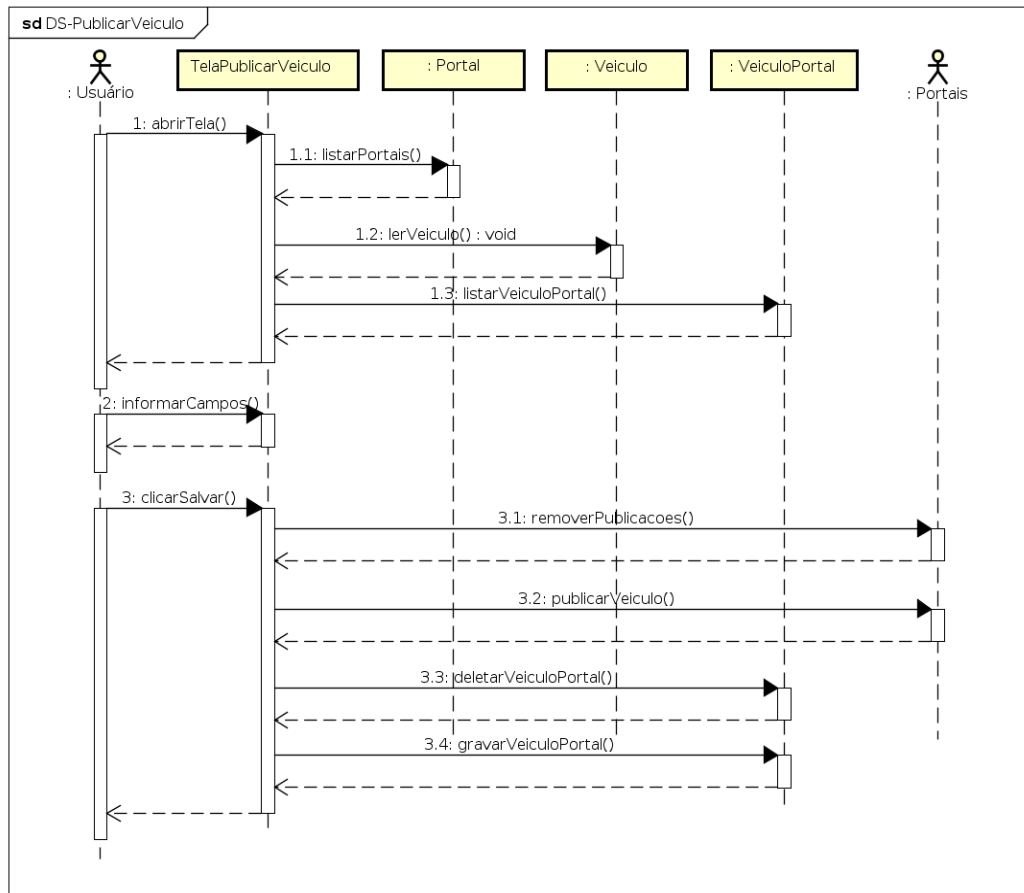 sd DS-PublicarVeiculo
: Usuário
TelaPublicarVeiculo
: Portal
: Veiculo
: VeiculoPortal
: Portais
1: abrirTela()
1.1: listarPortais()
1.2: lerVeiculo() : void
1.3: listarVeiculoPortal()
2: informarCampos()
3: clicarSalvar()
3.1: removerPublicacoes()
3.2: publicarVeiculo()
3.3: deletarVeiculoPortal()
3.4: gravarVeiculoPortal()